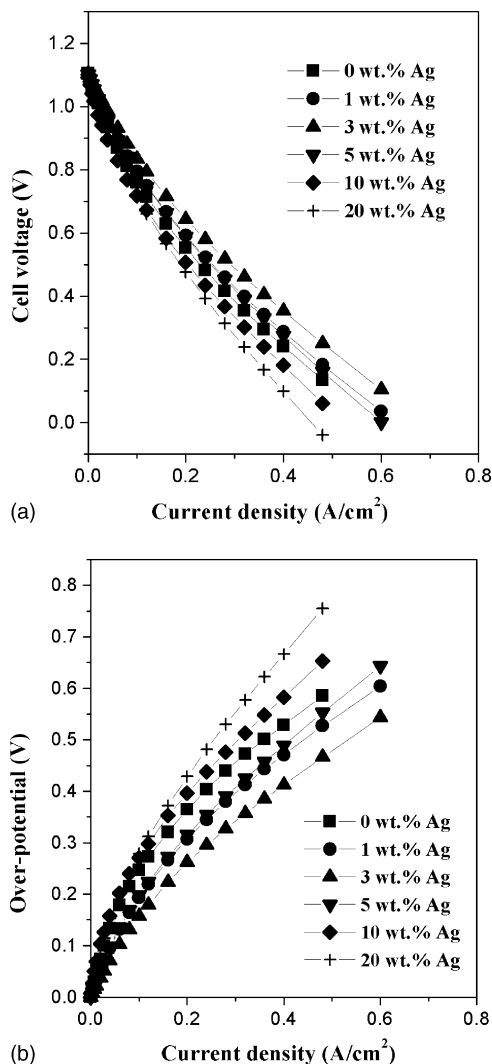 1.2
1.0
0.8
0.6
0.4
0.2
0.0
Cell voltage (V)
0 wt.% Ag
1 wt.% Ag
3 wt.% Ag
5 wt.% Ag
10 wt.% Ag
20 wt.% Ag
0.0 0.2 0.4 0.6 0.8
(a) Current density (A/cm²)
0.8
0.7
0.6
0.5
0.4
0.3
0.2
0.1
0.0
Over-potential (V)
0 wt.% Ag
1 wt.% Ag
3 wt.% Ag
5 wt.% Ag
10 wt.% Ag
20 wt.% Ag
0.0 0.2 0.4 0.6 0.8
(b) Current density (A/cm²)